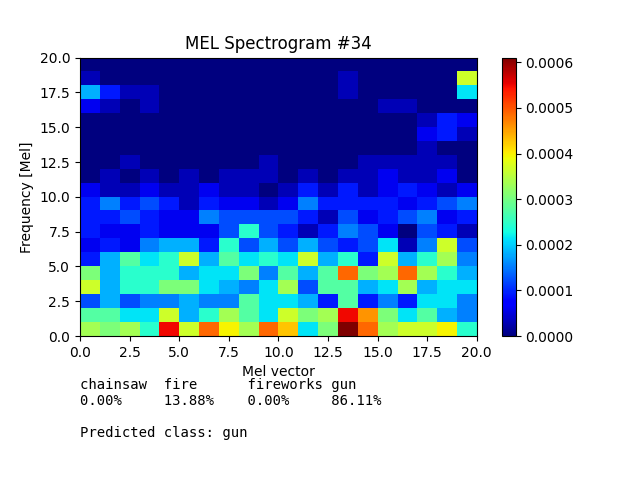 MEL Spectrogram #34
20.0
17.5
15.0
12.5
10.0
7.5
5.0
2.5
0.0
Frequency [Mel]
0.0 2.5 5.0 7.5 10.0 12.5 15.0 17.5 20.0
Mel vector
0.0006
0.0005
0.0004
0.0003
0.0002
0.0001
0.0000
chainsaw fire fireworks gun
0.00% 13.88% 0.00% 86.11%
Predicted class: gun